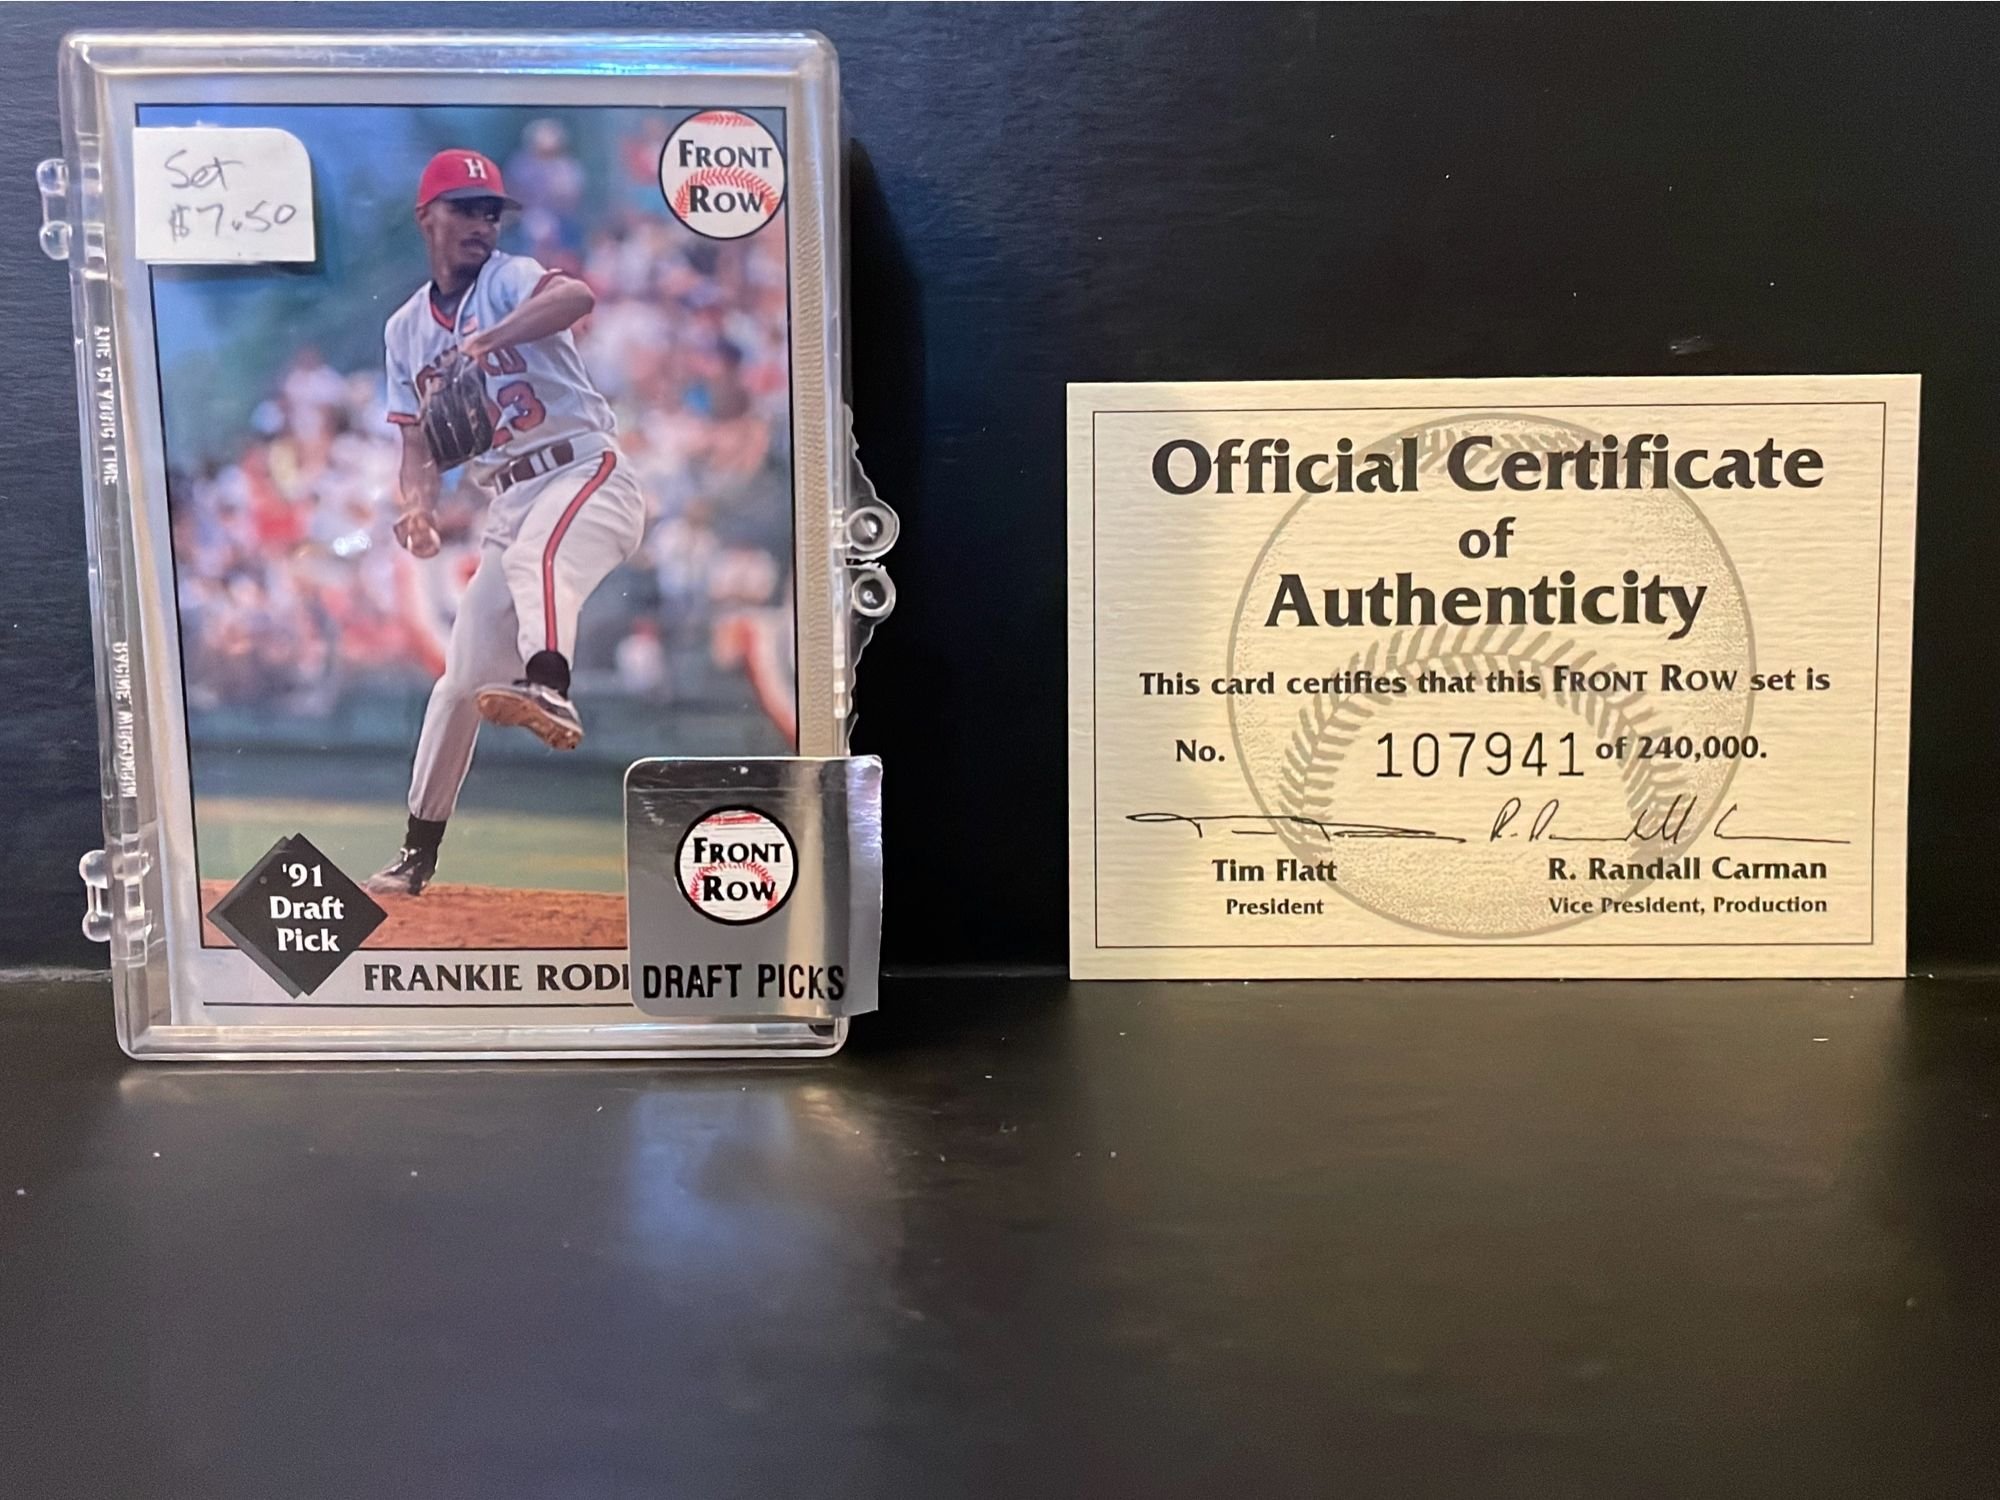 Set
$7.50
FRONT
ROW
H
23
'91
Draft
Pick
FRANKIE RODI
FRONT
ROW
DRAFT PICKS
Official Certificate
of
Authenticity
This card certifies that this FRONT ROW set is
No. 107941 of 240,000.
Tim Flatt
R. Randall Carman
President
Vice President, Production